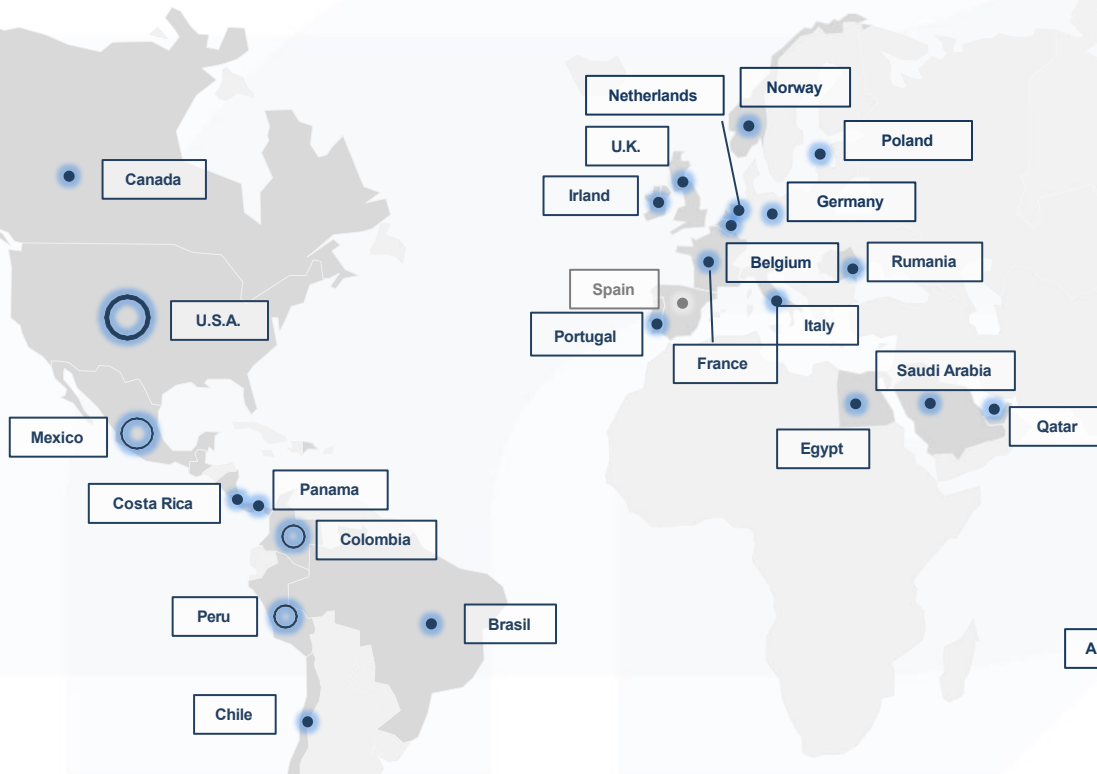 Norway
Netherlands
Poland
U.K.
Canada
Irland
Germany
Belgium
Rumania
Spain
U.S.A.
Portugal
Italy
France
Saudi Arabia
Mexico
Qatar
Egypt
Panama
Costa Rica
Colombia
Peru
Brasil
A
Chile